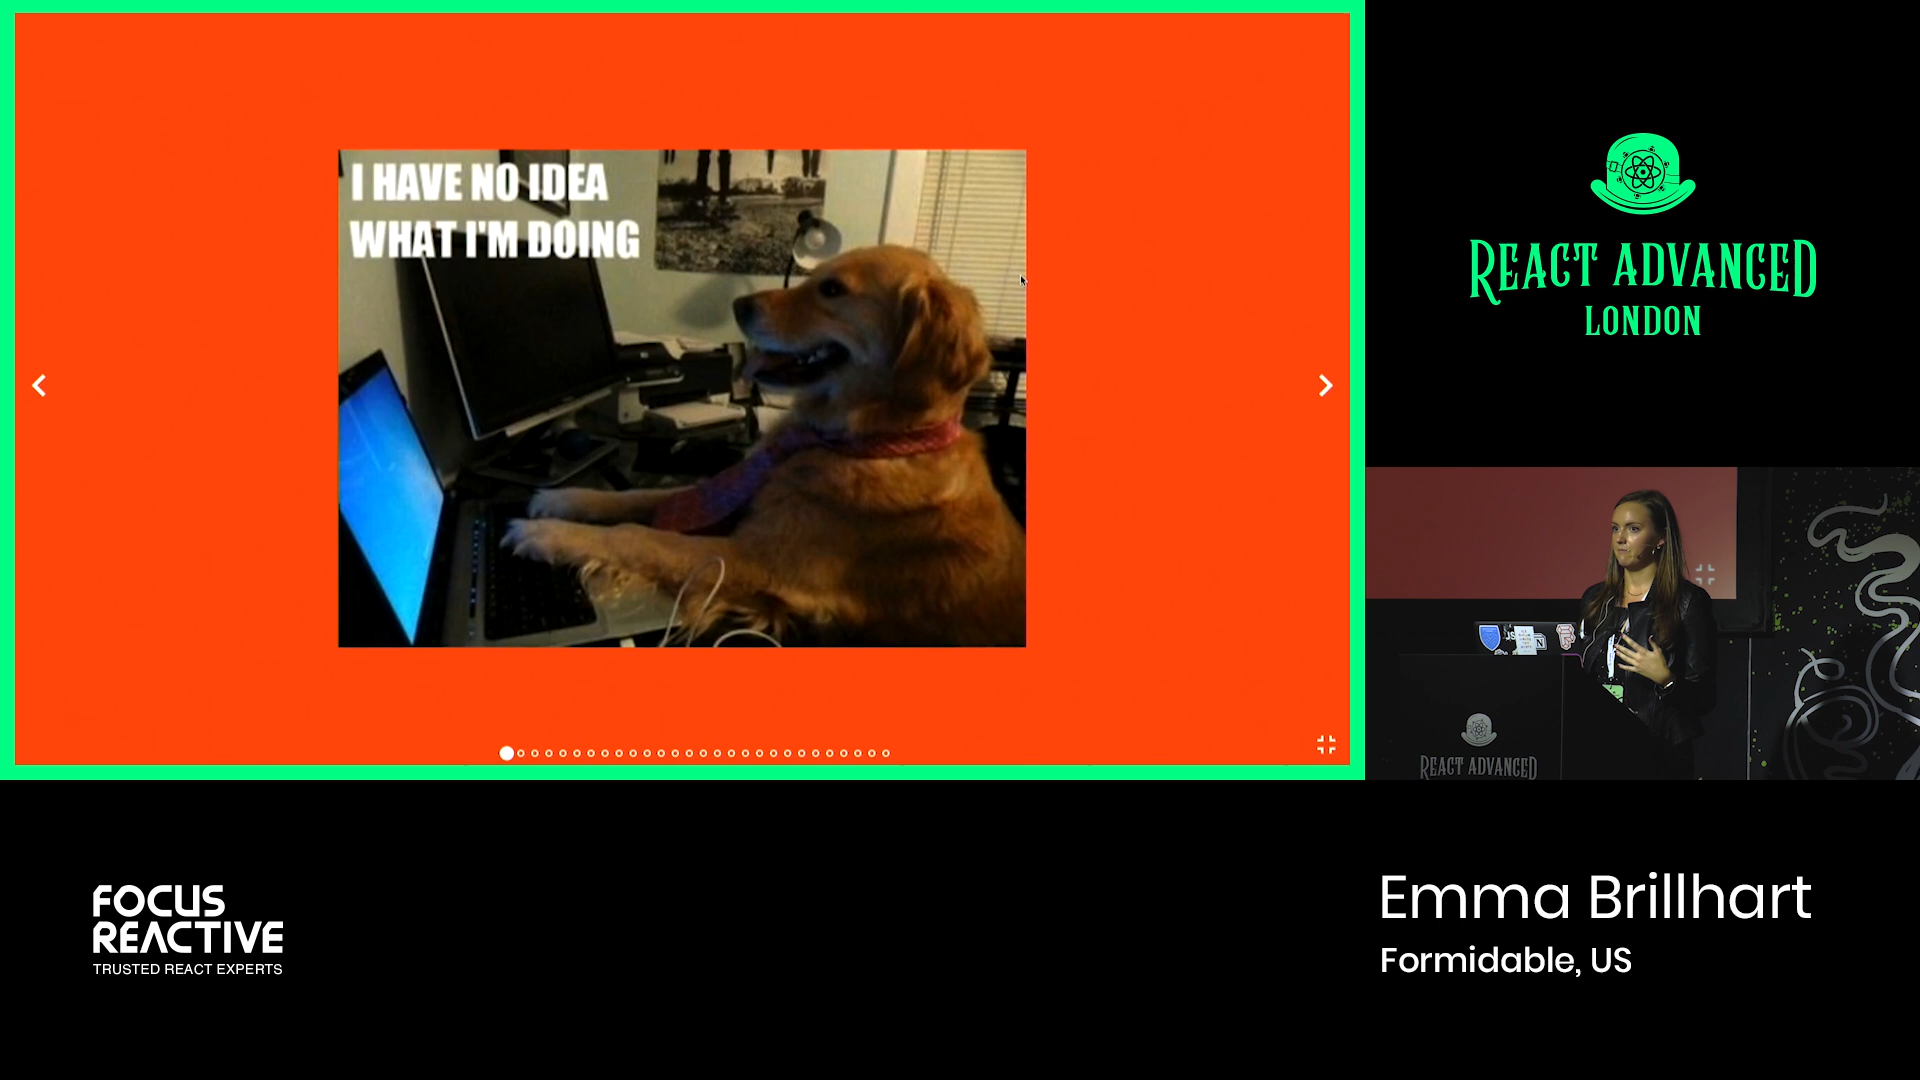 I HAVE NO IDEA
WHAT I'M DOING
REACT ADVANCED
LONDON
REACT ADVANCED
FOCUS
REACTIVE
TRUSTED REACT EXPERTS
Emma Brillhart
Formidable, US